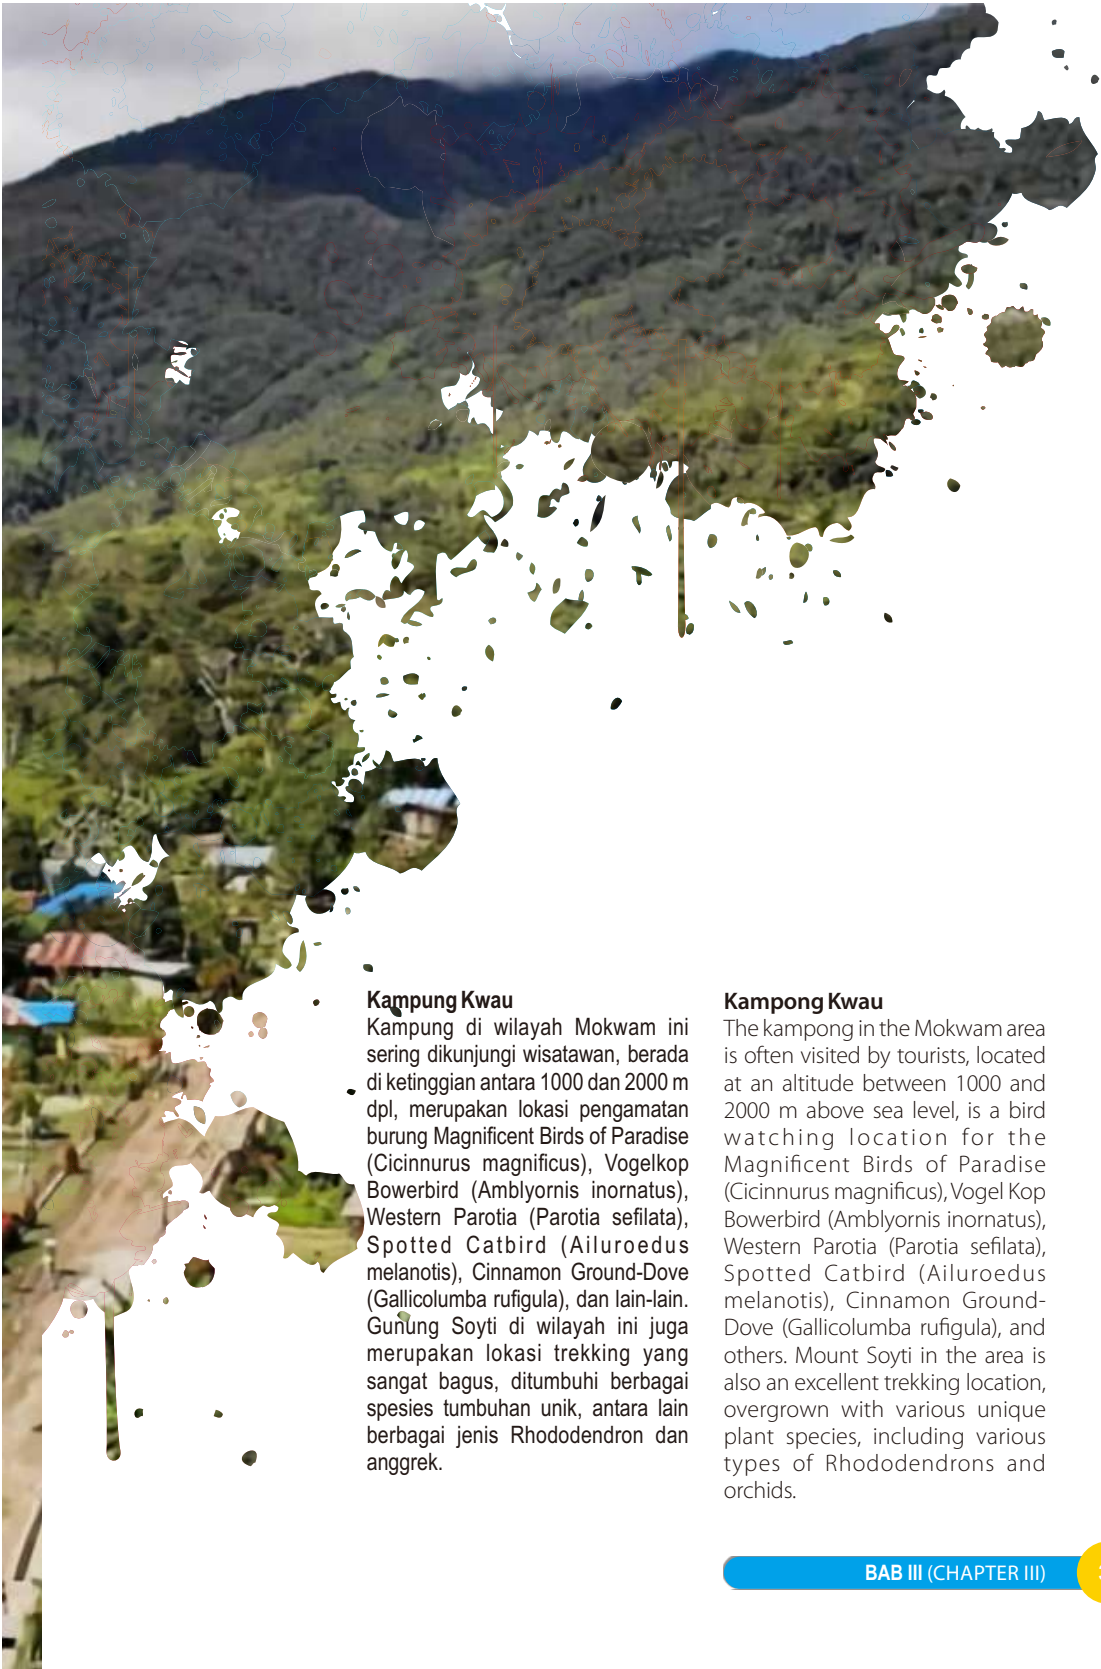 Kampung Kwau
Kampung di wilayah Mokwam ini
sering dikunjungi wisatawan, berada
di ketinggian antara 1000 dan 2000 m
dpl, merupakan lokasi pengamatan
burung Magnificent Birds of Paradise
(Cicinnurus magnificus), Vogelkop
Bowerbird (Amblyornis inornatus),
Western Parotia (Parotia sefilata),
Spotted Catbird (Ailuroedus
melanotis), Cinnamon Ground-Dove
(Gallicolumba rufigula), dan lain-lain.
Gunung Soyti di wilayah ini juga
merupakan lokasi trekking yang
sangat bagus, ditumbuhi berbagai
spesies tumbuhan unik, antara lain
berbagai jenis Rhododendron dan
anggrek.
Kampong Kwau
The kampong in the Mokwam area
is often visited by tourists, located
at an altitude between 1000 and
2000 m above sea level, is a bird
watching location for the
Magnificent Birds of Paradise
(Cicinnurus magnificus), Vogel Kop
Bowerbird (Amblyornis inornatus),
Western Parotia (Parotia sefilata),
Spotted Catbird (Ailuroedus
melanotis), Cinnamon Ground-
Dove (Gallicolumba rufigula), and
others. Mount Soyti in the area is
also an excellent trekking location,
overgrown with various unique
plant species, including various
types of Rhododendrons and
orchids.
BAB III (CHAPTER III)